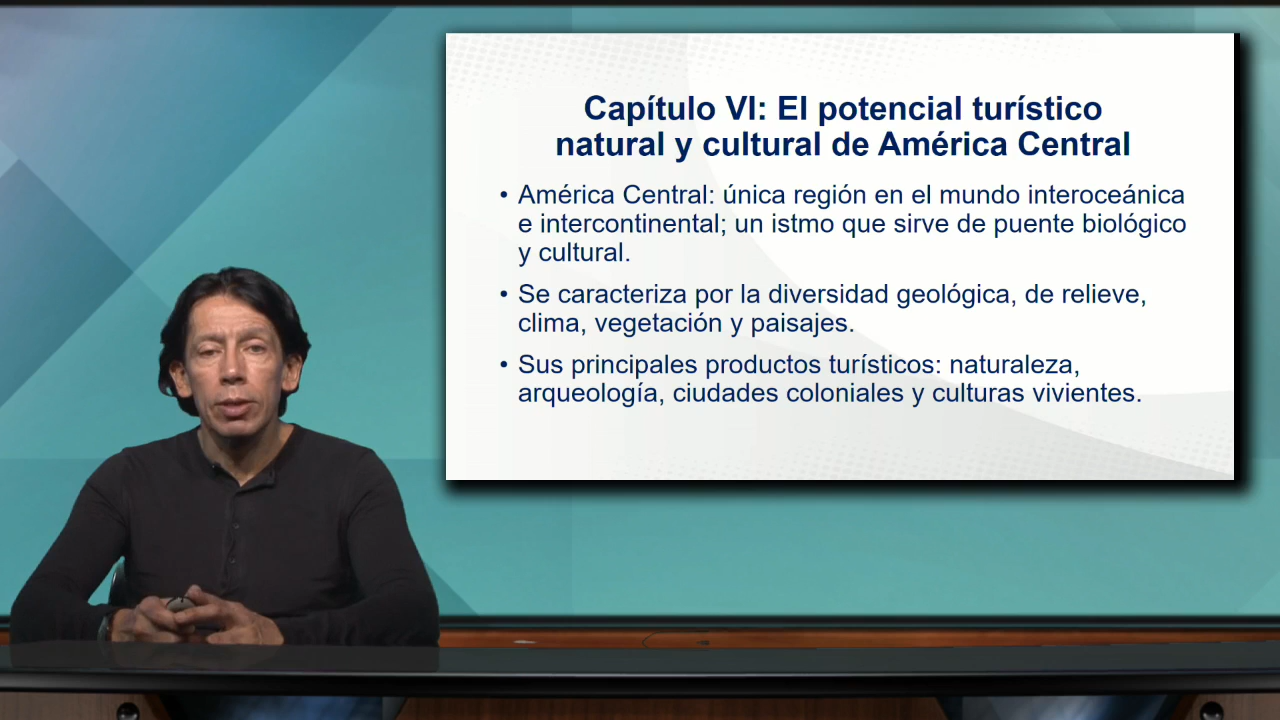 Capítulo VI: El potencial turístico
natural y cultural de América Central
• América Central: única región en el mundo interoceánica
e intercontinental; un istmo que sirve de puente biológico
y cultural.
• Se caracteriza por la diversidad geológica, de relieve,
clima, vegetación y paisajes.
• Sus principales productos turísticos: naturaleza,
arqueología, ciudades coloniales y culturas vivientes.